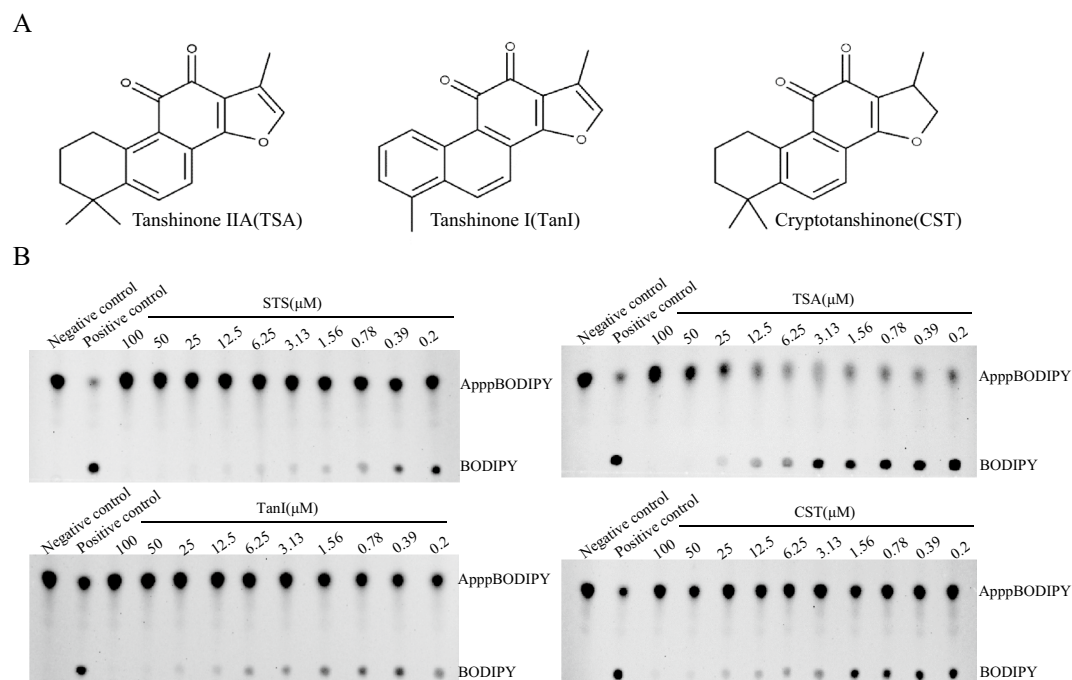 A
O
O
O
Tanshinone IIA(TSA)
O
O
O
Tanshinone I(TanI)
O
O
O
Cryptotanshinone(CST)
B
Negative control
Positive control
STS(μM)
100
50
25
12.5
6.25
3.13
1.56
0.78
0.39
0.2
ApppBODIPY
BODIPY
Negative control
Positive control
TSA(μM)
100
50
25
12.5
6.25
3.13
1.56
0.78
0.39
0.2
ApppBODIPY
BODIPY
Negative control
Positive control
TanI(μM)
100
50
25
12.5
6.25
3.13
1.56
0.78
0.39
0.2
ApppBODIPY
BODIPY
Negative control
Positive control
CST(μM)
100
50
25
12.5
6.25
3.13
1.56
0.78
0.39
0.2
ApppBODIPY
BODIPY